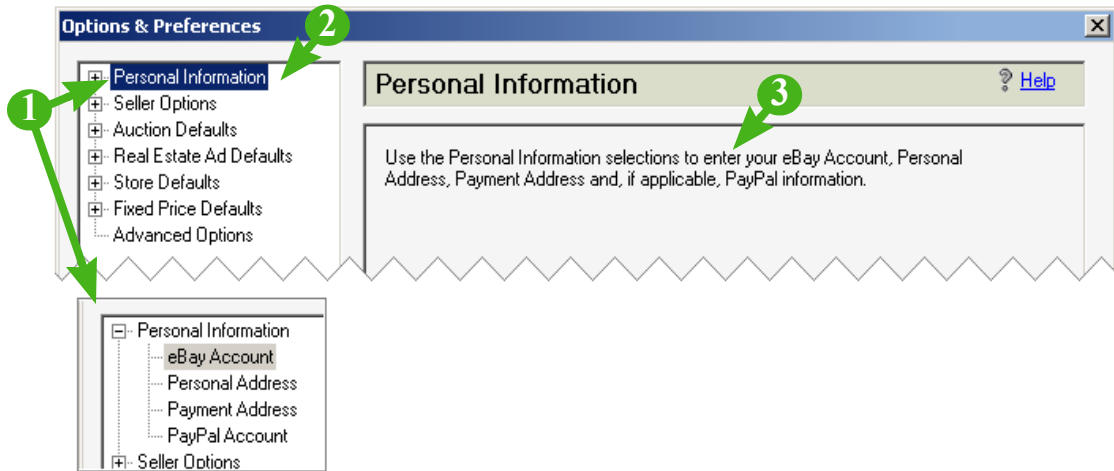 Options & Preferences
2
Personal Information
Seller Options
Auction Defaults
Real Estate Ad Defaults
Store Defaults
Fixed Price Defaults
Advanced Options
1
Personal Information
Help
3
Use the Personal Information selections to enter your eBay Account, Personal
Address, Payment Address and, if applicable, PayPal information.
Personal Information
eBay Account
Personal Address
Payment Address
PayPal Account
Seller Options